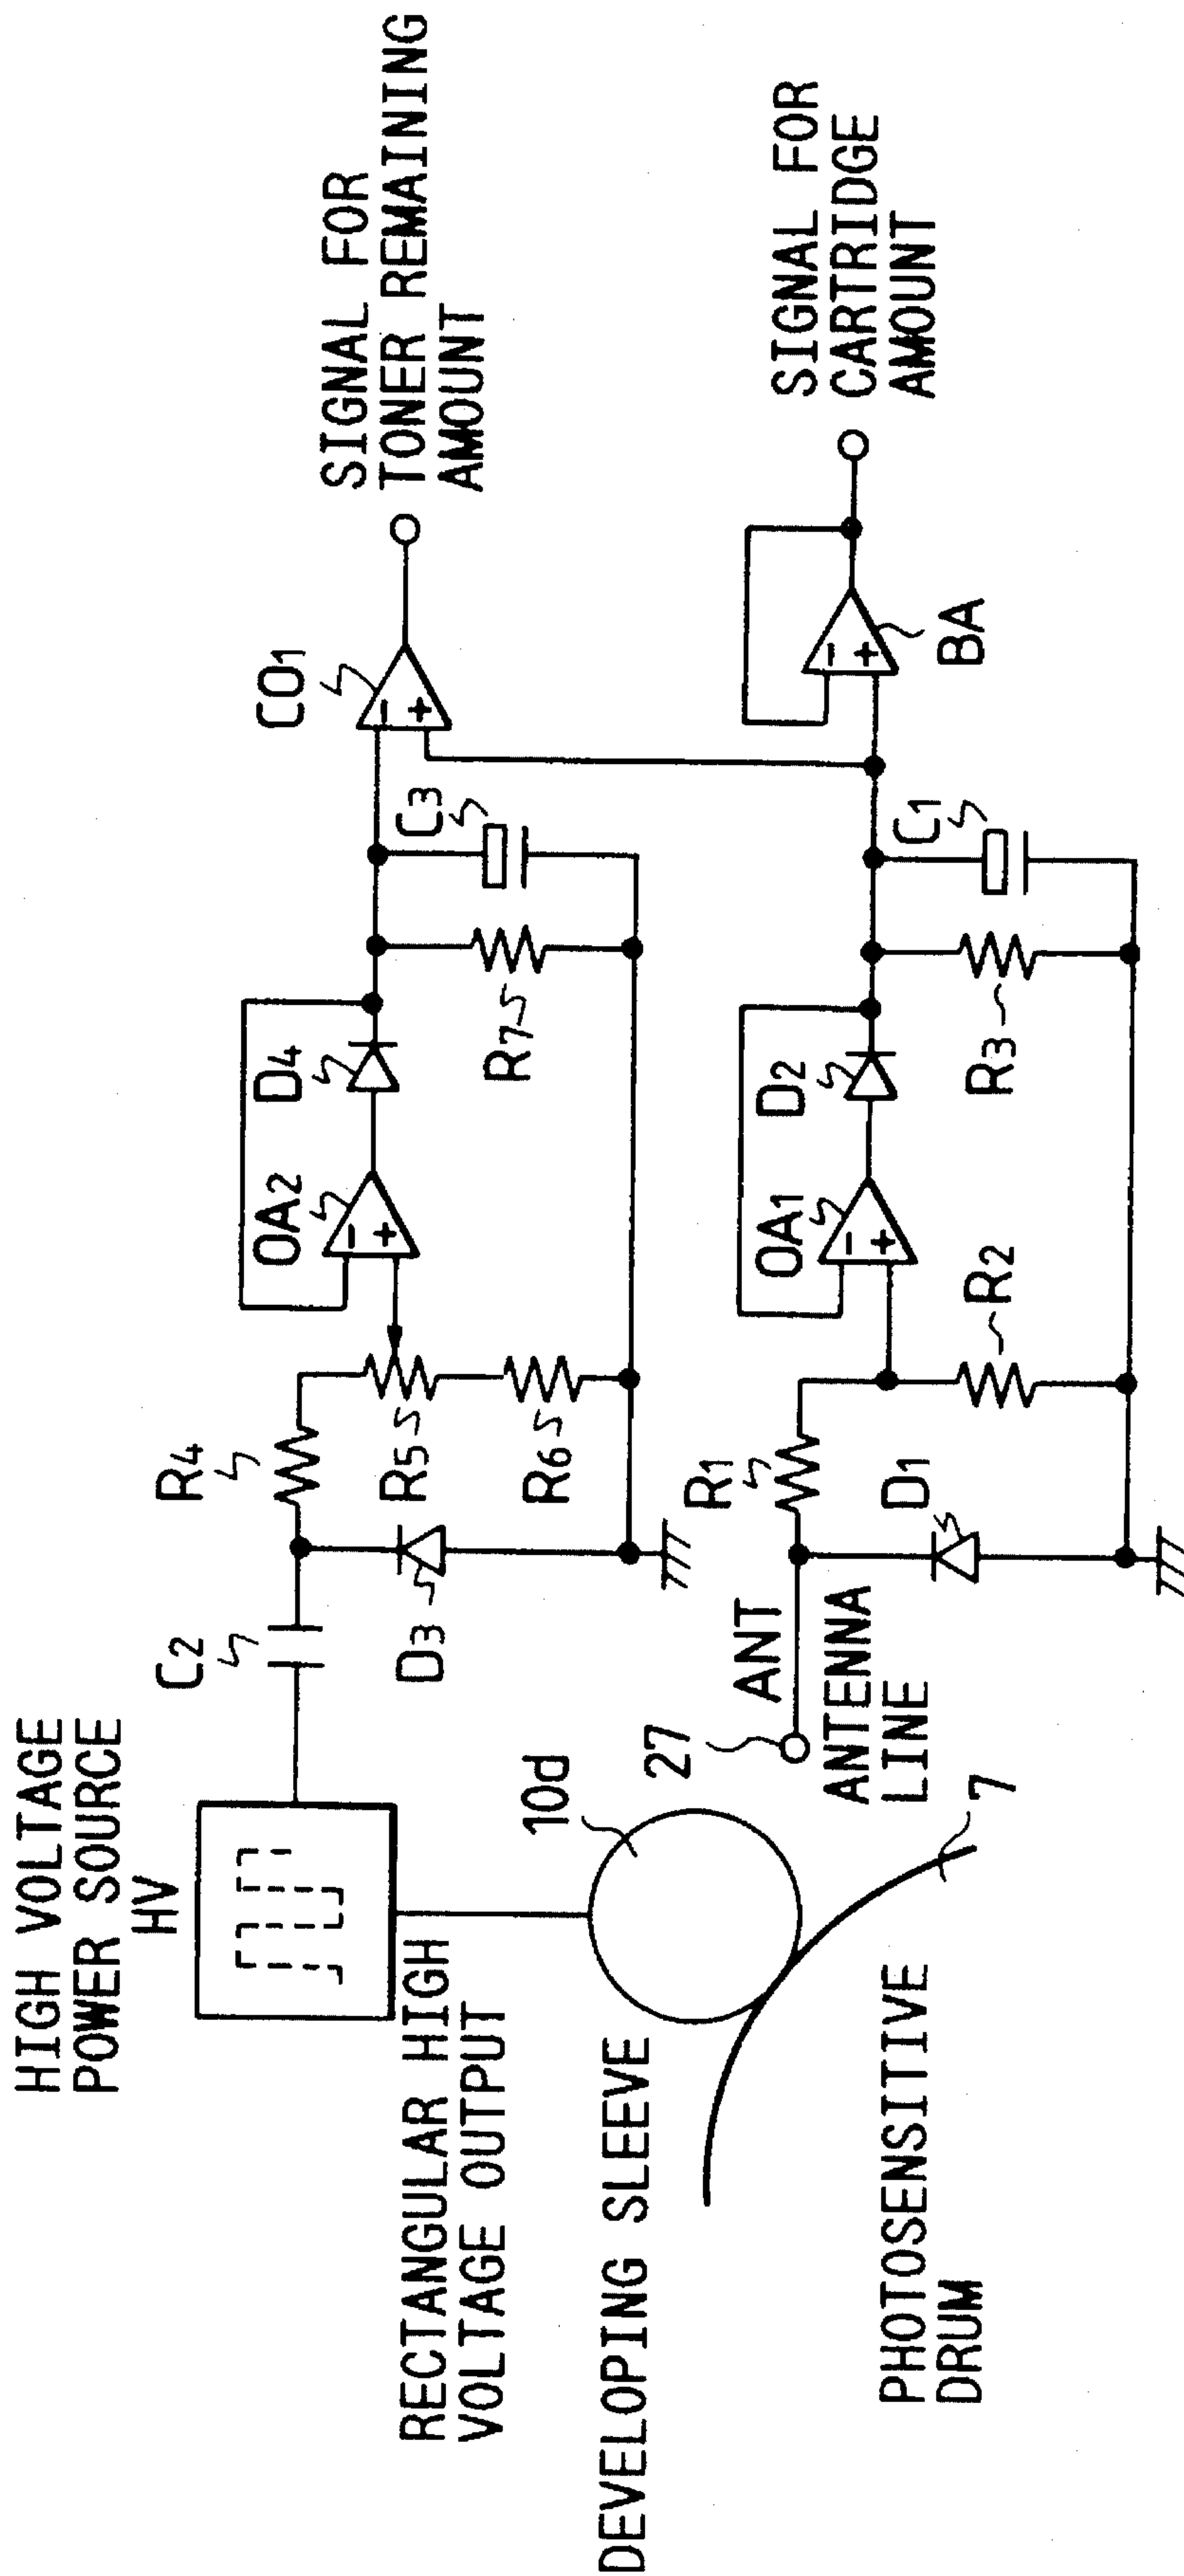 HIGH VOLTAGE
POWER SOURCE
HV
C2
R4
D3
R5
R6
OA2
D4
R7
C3
CO1
SIGNAL FOR
TONER REMAINING
AMOUNT
RECTANGULAR HIGH
VOLTAGE OUTPUT
DEVELOPING SLEEVE
10d
27
ANT
ANTENNA
LINE
7
PHOTOSENSITIVE
DRUM
R1
D1
R2
OA1
D2
R3
C1
BA
SIGNAL FOR
CARTRIDGE
AMOUNT
−
+
−
+
−
+
−
+